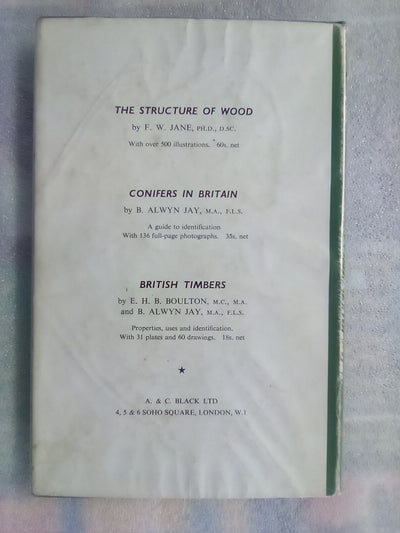 THE STRUCTURE OF WOOD
by F. W. JANE, PH.D., D.SC.
With over 500 illustrations. 60s. net
CONIFERS IN BRITAIN
by B. ALWYN JAY, M.A., F.L.S.
A guide to identification
With 136 full-page photographs. 35s. net
BRITISH TIMBERS
by E. H. B. BOULTON, M.C., M.A.
and B. ALWYN JAY, M.A., F.L.S.
Properties, uses and identification.
With 31 plates and 60 drawings. 18s. net
★
A. & C. BLACK LTD
4, 5 & 6 SOHO SQUARE, LONDON, W.1